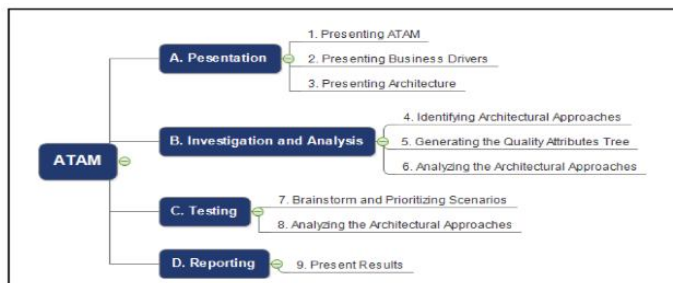 ATAM
A. Pesentation
1. Presenting ATAM
2. Presenting Business Drivers
3. Presenting Architecture
B. Investigation and Analysis
4. Identifying Architectural Approaches
5. Generating the Quality Attributes Tree
6. Analyzing the Architectural Approaches
C. Testing
7. Brainstorm and Prioritizing Scenarios
8. Analyzing the Architectural Approaches
D. Reporting
9. Present Results